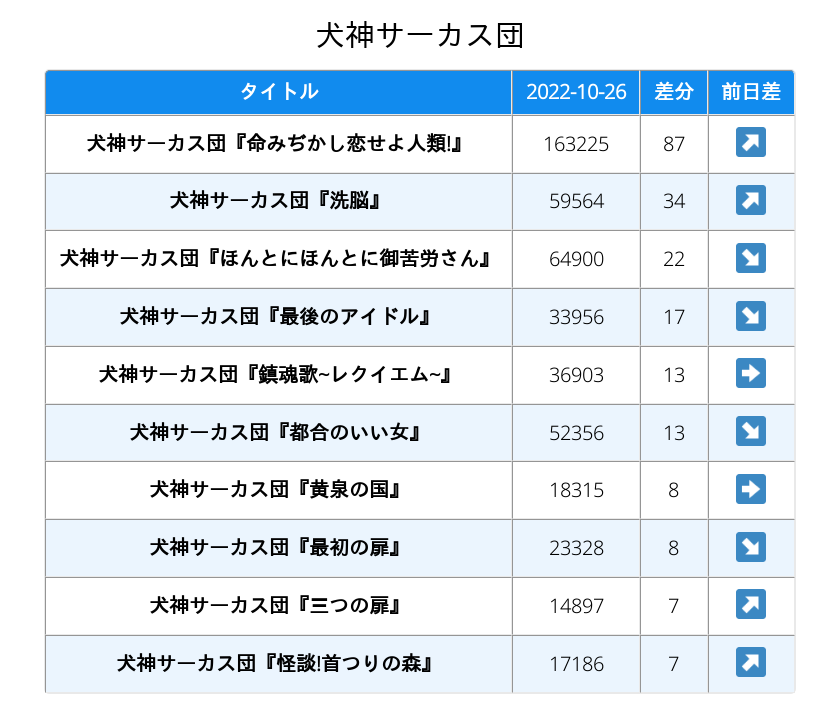 犬神サーカス団
タイトル 2022-10-26 差分 前日差
犬神サーカス団『命みぢかし恋せよ人類!』 163225 87 ↗
犬神サーカス団『洗脳』 59564 34 ↗
犬神サーカス団『ほんとにほんとに御苦労さん』 64900 22 ↘
犬神サーカス団『最後のアイドル』 33956 17 ↘
犬神サーカス団『鎮魂歌~レクイエム~』 36903 13 ➡
犬神サーカス団『都合のいい女』 52356 13 ↘
犬神サーカス団『黄泉の国』 18315 8 ➡
犬神サーカス団『最初の扉』 23328 8 ↘
犬神サーカス団『三つの扉』 14897 7 ↗
犬神サーカス団『怪談!首つりの森』 17186 7 ↗